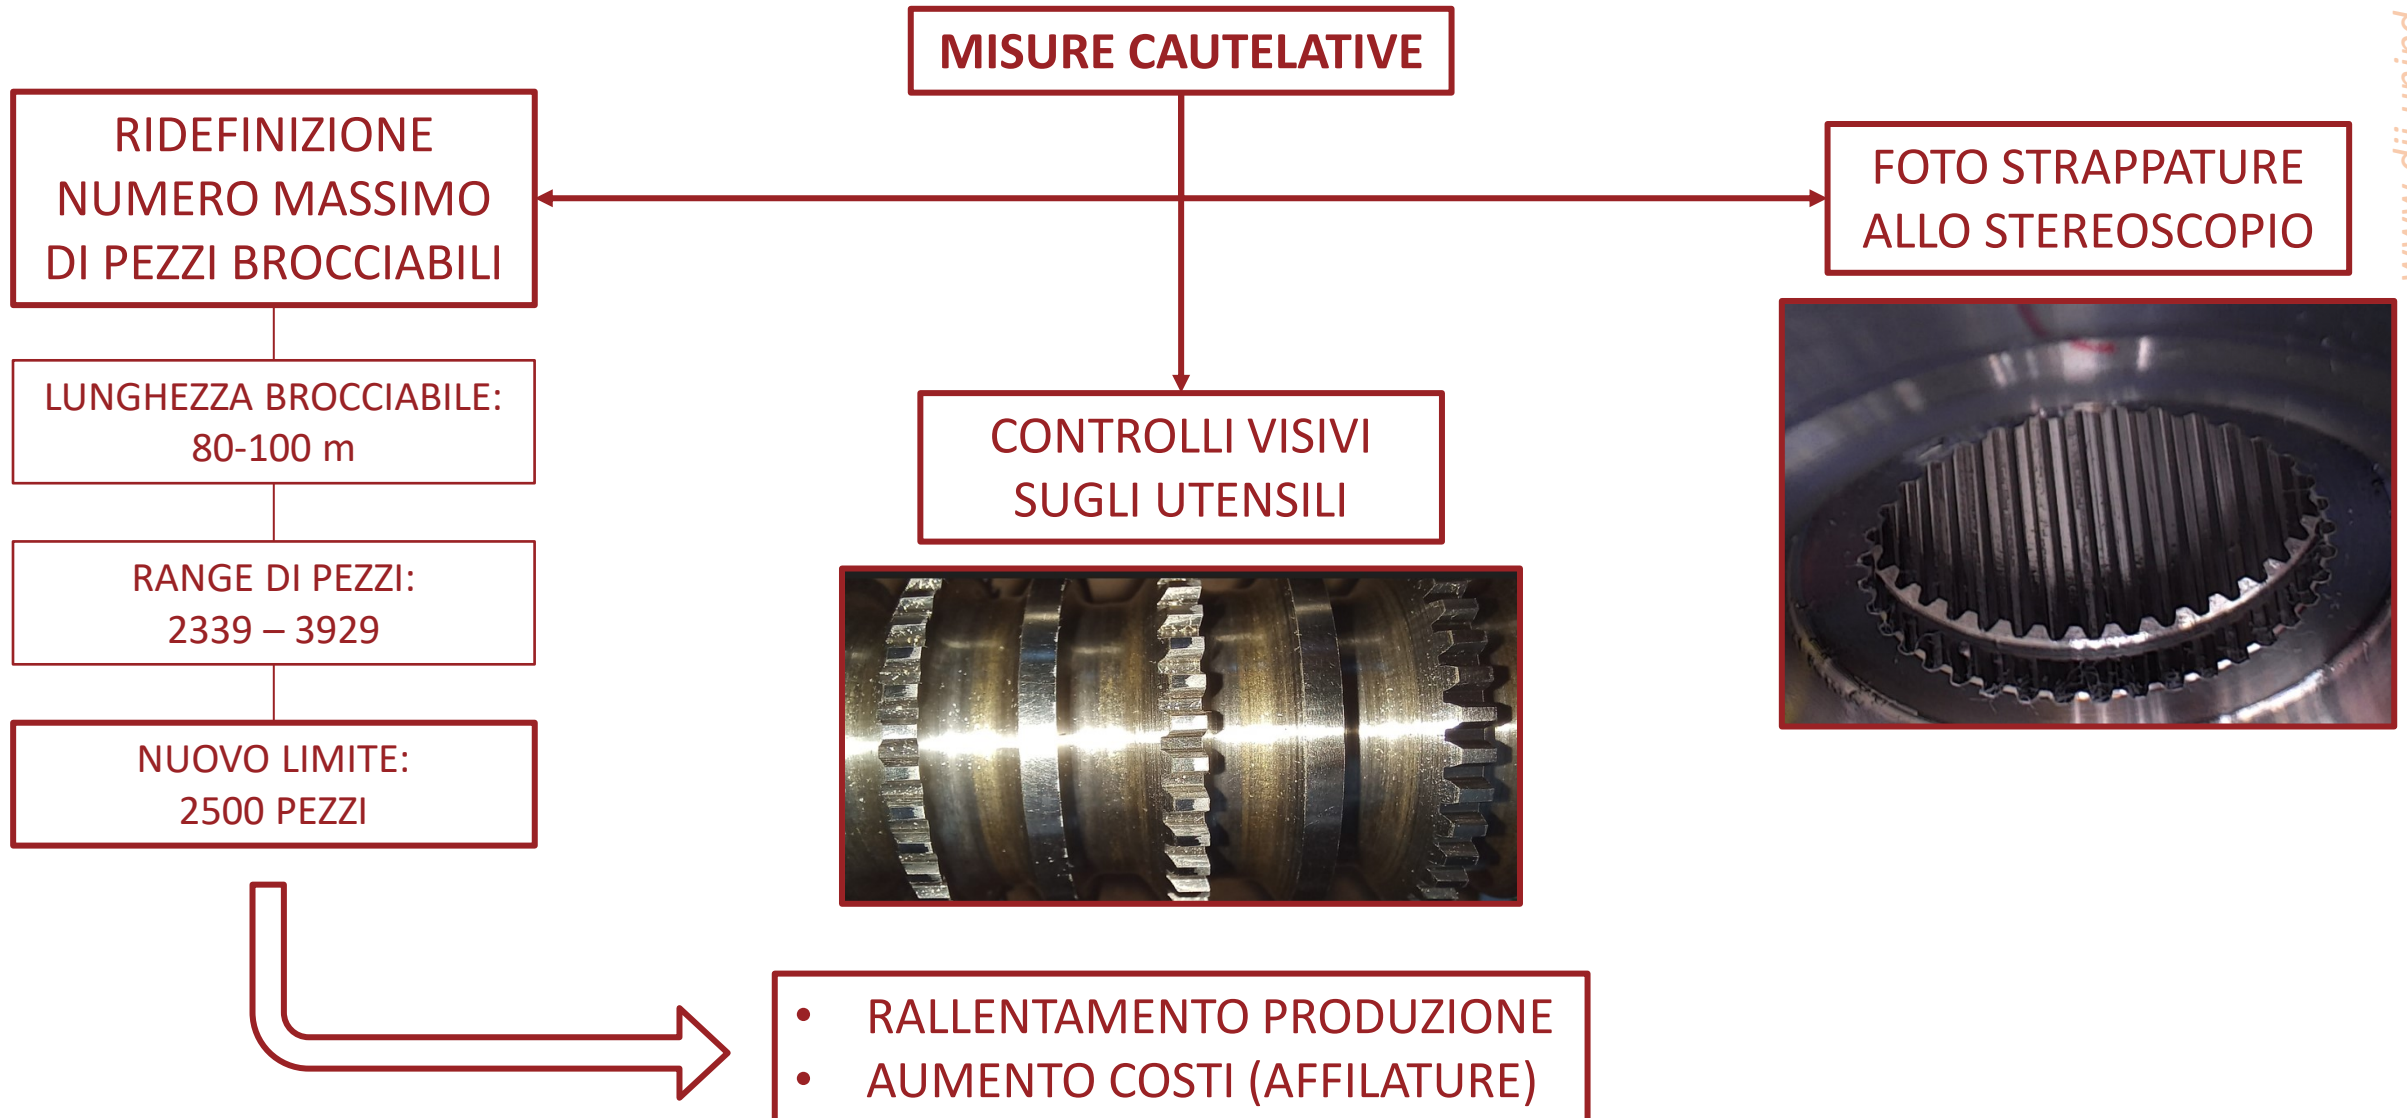 MISURE CAUTELATIVE
RIDEFINIZIONE
NUMERO MASSIMO
DI PEZZI BROCCIABILI
LUNGHEZZA BROCCIABILE:
80-100 m
RANGE DI PEZZI:
2339 – 3929
NUOVO LIMITE:
2500 PEZZI
CONTROLLI VISIVI
SUGLI UTENSILI
FOTO STRAPPATURE
ALLO STEREOSCOPIO
• RALLENTAMENTO PRODUZIONE
• AUMENTO COSTI (AFFILATURE)